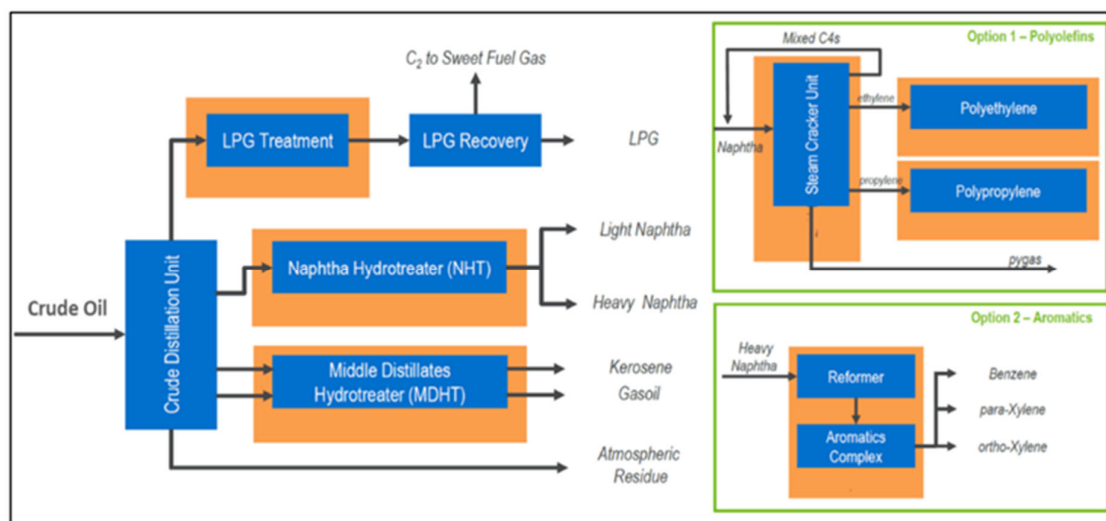 C2 to Sweet Fuel Gas
LPG Treatment
LPG Recovery
LPG
Crude Oil
Crude Distillation Unit
Naphtha Hydrotreater (NHT)
Light Naphtha
Heavy Naphtha
Middle Distillates
Hydrotreater (MDHT)
Kerosene
Gasoil
Atmospheric
Residue
Option 1 – Polyolefins
Mixed C4s
Naphtha
Steam Cracker Unit
ethylene
Polyethylene
propylene
Polypropylene
pygas
Option 2 – Aromatics
Heavy
Naphtha
Reformer
Aromatics
Complex
Benzene
para-Xylene
ortho-Xylene